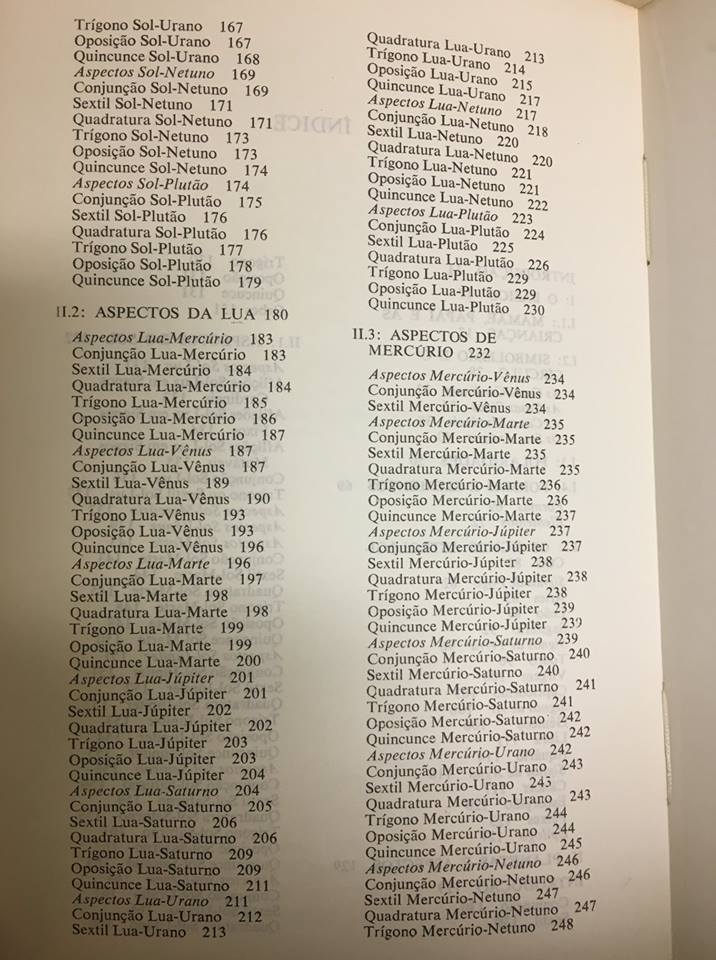 Trígono Sol-Urano 167
Oposição Sol-Urano 167
Quincunce Sol-Urano 168
Aspectos Sol-Netuno 169
Conjunção Sol-Netuno 169
Sextil Sol-Netuno 171
Quadratura Sol-Netuno 171
Trígono Sol-Netuno 173
Oposição Sol-Netuno 173
Quincunce Sol-Netuno 174
Aspectos Sol-Plutão 174
Conjunção Sol-Plutão 175
Sextil Sol-Plutão 176
Quadratura Sol-Plutão 176
Trígono Sol-Plutão 177
Oposição Sol-Plutão 178
Quincunce Sol-Plutão 179
II.2: ASPECTOS DA LUA 180
Aspectos Lua-Mercúrio 183
Conjunção Lua-Mercúrio 183
Sextil Lua-Mercúrio 184
Quadratura Lua-Mercúrio 184
Trígono Lua-Mercúrio 185
Oposição Lua-Mercúrio 186
Quincunce Lua-Mercúrio 187
Aspectos Lua-Vênus 187
Conjunção Lua-Vênus 187
Sextil Lua-Vênus 189
Quadratura Lua-Vênus 190
Trígono Lua-Vênus 193
Oposição Lua-Vênus 193
Quincunce Lua-Vênus 196
Aspectos Lua-Marte 196
Conjunção Lua-Marte 197
Sextil Lua-Marte 198
Quadratura Lua-Marte 198
Trígono Lua-Marte 199
Oposição Lua-Marte 199
Quincunce Lua-Marte 200
Aspectos Lua-Júpiter 201
Conjunção Lua-Júpiter 201
Sextil Lua-Júpiter 202
Quadratura Lua-Júpiter 202
Trígono Lua-Júpiter 203
Oposição Lua-Júpiter 203
Quincunce Lua-Júpiter 204
Aspectos Lua-Saturno 204
Conjunção Lua-Saturno 205
Sextil Lua-Saturno 206
Quadratura Lua-Saturno 206
Trígono Lua-Saturno 209
Oposição Lua-Saturno 209
Quincunce Lua-Saturno 211
Aspectos Lua-Urano 211
Conjunção Lua-Urano 212
Sextil Lua-Urano 213
Quadratura Lua-Urano 213
Trígono Lua-Urano 214
Oposição Lua-Urano 215
Quincunce Lua-Urano 217
Aspectos Lua-Netuno 217
Conjunção Lua-Netuno 218
Sextil Lua-Netuno 220
Quadratura Lua-Netuno 220
Trígono Lua-Netuno 221
Oposição Lua-Netuno 221
Quincunce Lua-Netuno 222
Aspectos Lua-Plutão 223
Conjunção Lua-Plutão 224
Sextil Lua-Plutão 225
Quadratura Lua-Plutão 226
Trígono Lua-Plutão 229
Oposição Lua-Plutão 229
Quincunce Lua-Plutão 230
II.3: ASPECTOS DE
MERCÚRIO 232
Aspectos Mercúrio-Vênus 234
Conjunção Mercúrio-Vênus 234
Sextil Mercúrio-Vênus 234
Aspectos Mercúrio-Marte 235
Conjunção Mercúrio-Marte 235
Sextil Mercúrio-Marte 235
Quadratura Mercúrio-Marte 235
Trígono Mercúrio-Marte 236
Oposição Mercúrio-Marte 236
Quincunce Mercúrio-Marte 237
Aspectos Mercúrio-Júpiter 237
Conjunção Mercúrio-Júpiter 237
Sextil Mercúrio-Júpiter 238
Quadratura Mercúrio-Júpiter 238
Trígono Mercúrio-Júpiter 238
Oposição Mercúrio-Júpiter 239
Quincunce Mercúrio-Júpiter 239
Aspectos Mercúrio-Saturno 239
Conjunção Mercúrio-Saturno 240
Sextil Mercúrio-Saturno 240
Quadratura Mercúrio-Saturno 241
Trígono Mercúrio-Saturno 241
Oposição Mercúrio-Saturno 242
Quincunce Mercúrio-Saturno 242
Aspectos Mercúrio-Urano 242
Conjunção Mercúrio-Urano 243
Sextil Mercúrio-Urano 243
Quadratura Mercúrio-Urano 243
Trígono Mercúrio-Urano 244
Oposição Mercúrio-Urano 244
Quincunce Mercúrio-Urano 245
Aspectos Mercúrio-Netuno 246
Conjunção Mercúrio-Netuno 246
Sextil Mercúrio-Netuno 247
Quadratura Mercúrio-Netuno 247
Trígono Mercúrio-Netuno 248